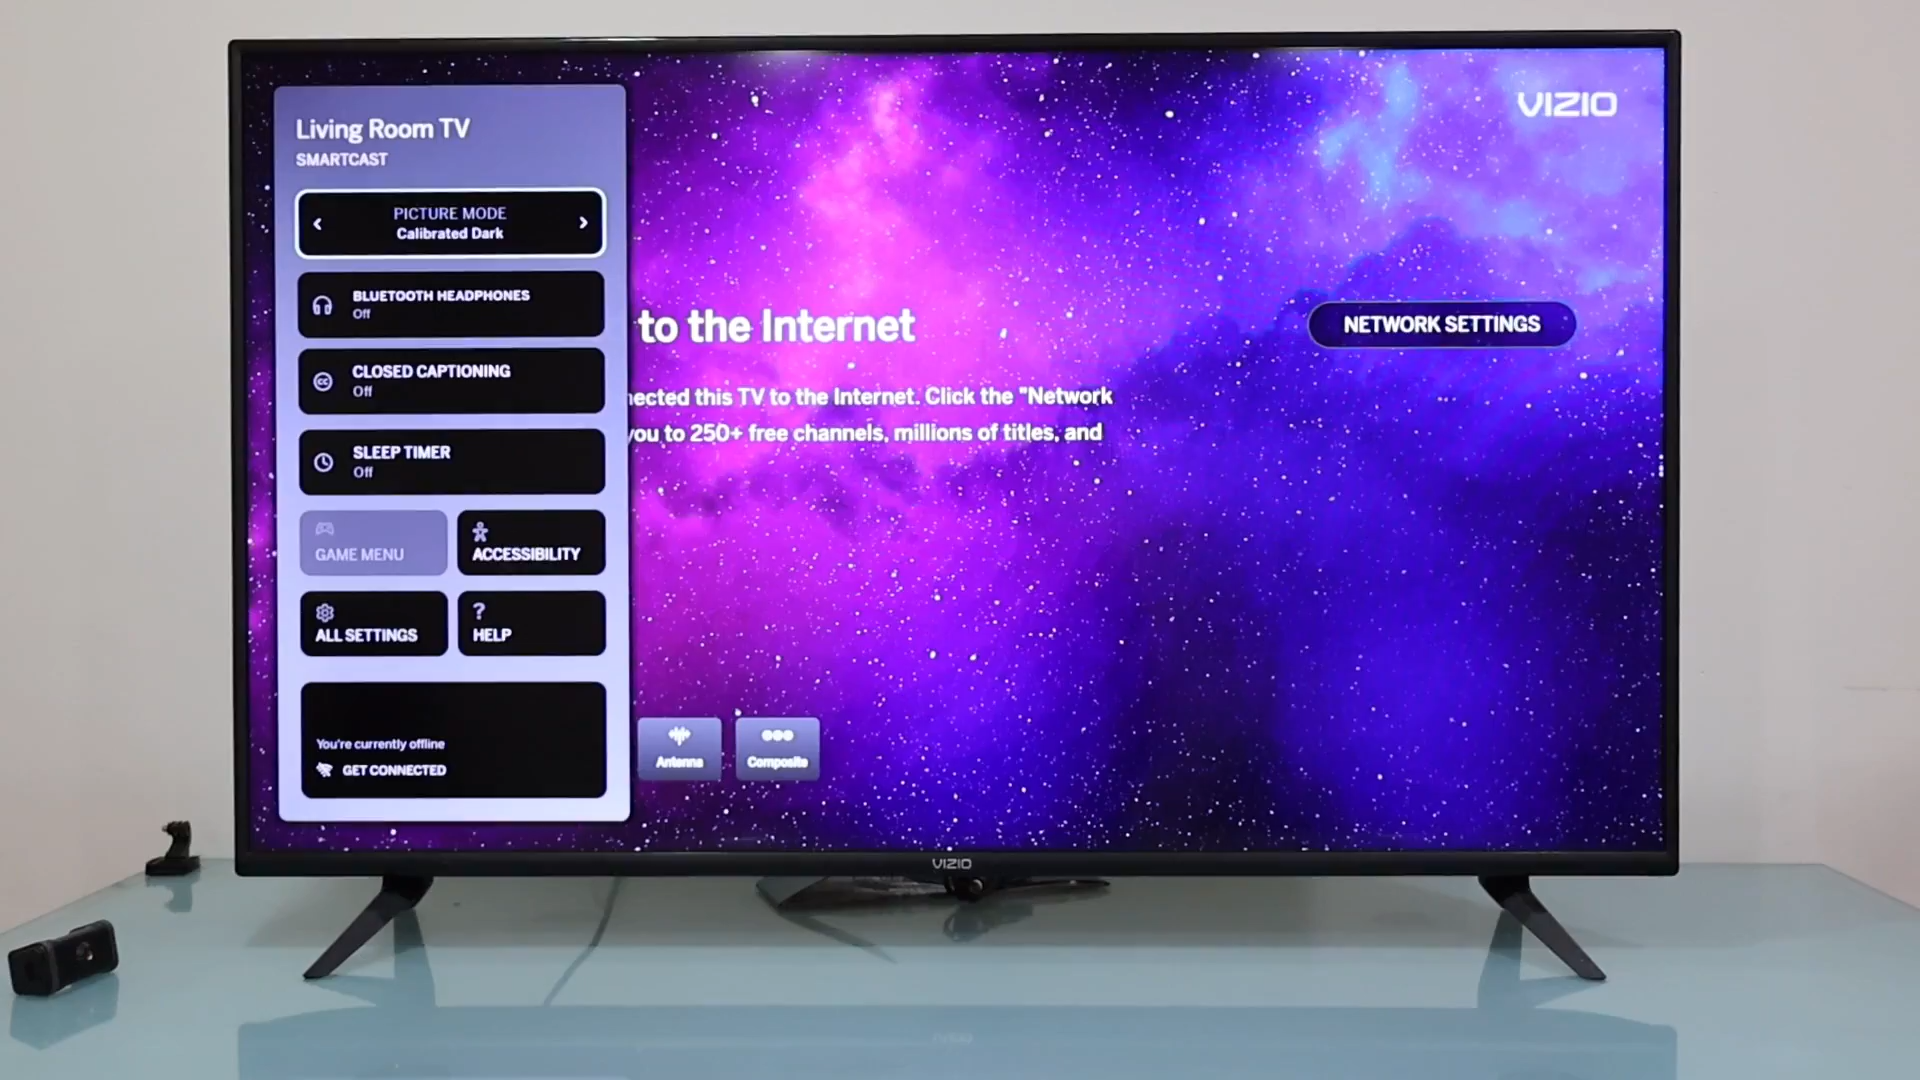 Living Room TV
SMARTCAST
PICTURE MODE
Calibrated Dark
BLUETOOTH HEADPHONES
Off
CLOSED CAPTIONING
Off
SLEEP TIMER
Off
GAME MENU
ACCESSIBILITY
ALL SETTINGS
HELP
You're currently offline
GET CONNECTED
VIZIO
to the Internet
NETWORK SETTINGS
this TV to the Internet. Click the "Network
to 250+ free channels, millions of titles, and
Antenna
Composite
VIZIO